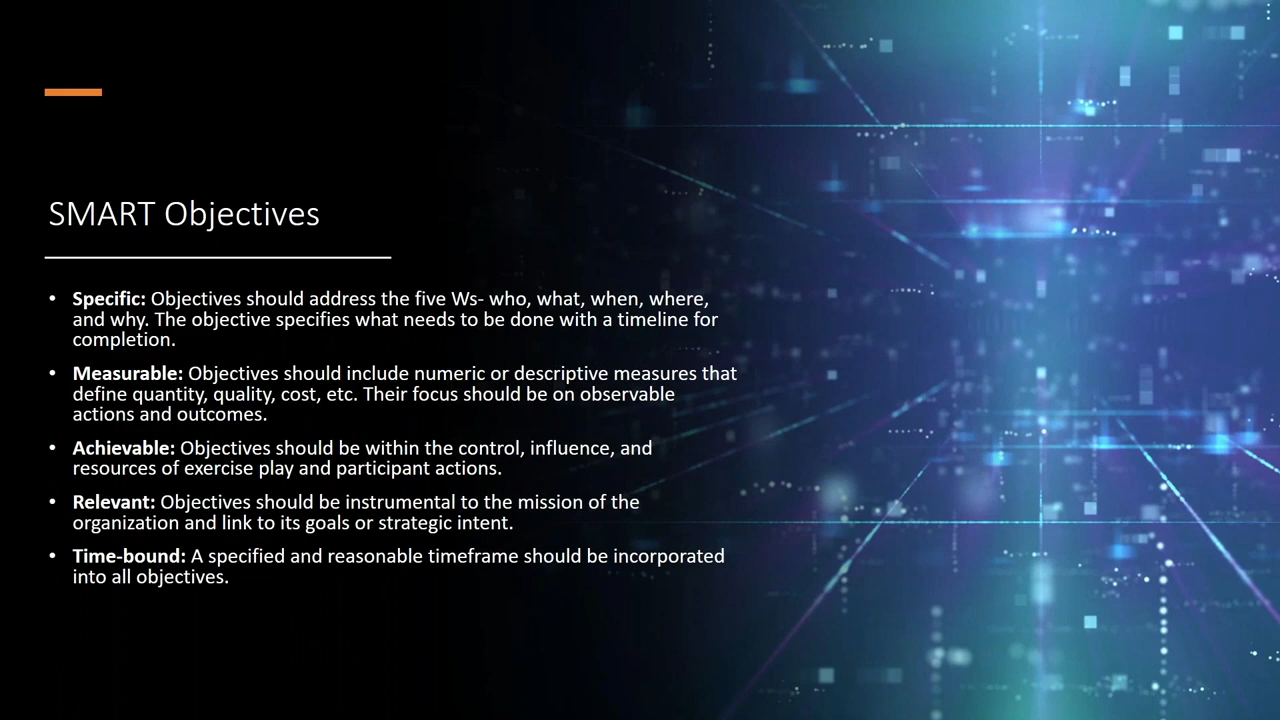 SMART Objectives
• Specific: Objectives should address the five Ws- who, what, when, where,
and why. The objective specifies what needs to be done with a timeline for
completion.
• Measurable: Objectives should include numeric or descriptive measures that
define quantity, quality, cost, etc. Their focus should be on observable
actions and outcomes.
• Achievable: Objectives should be within the control, influence, and
resources of exercise play and participant actions.
• Relevant: Objectives should be instrumental to the mission of the
organization and link to its goals or strategic intent.
• Time-bound: A specified and reasonable timeframe should be incorporated
into all objectives.